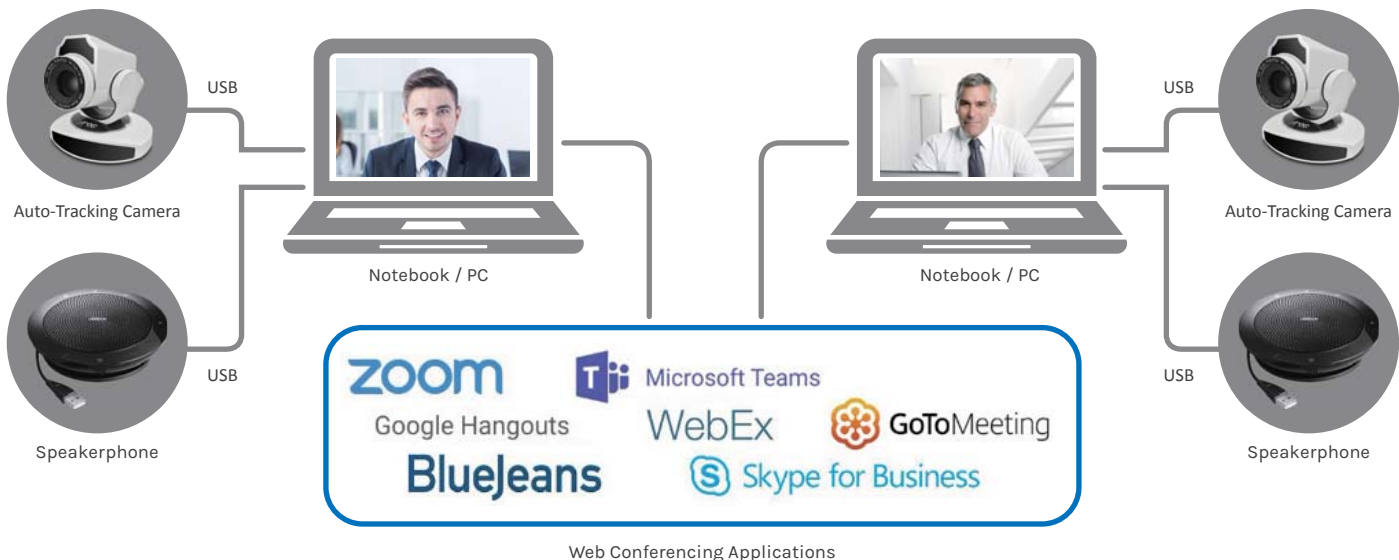 USB
USB
Auto-Tracking Camera
Auto-Tracking Camera
Notebook / PC
Notebook / PC
zoom
Microsoft Teams
Google Hangouts
WebEx
GoToMeeting
BlueJeans
Skype for Business
USB
USB
Speakerphone
Speakerphone
Web Conferencing Applications